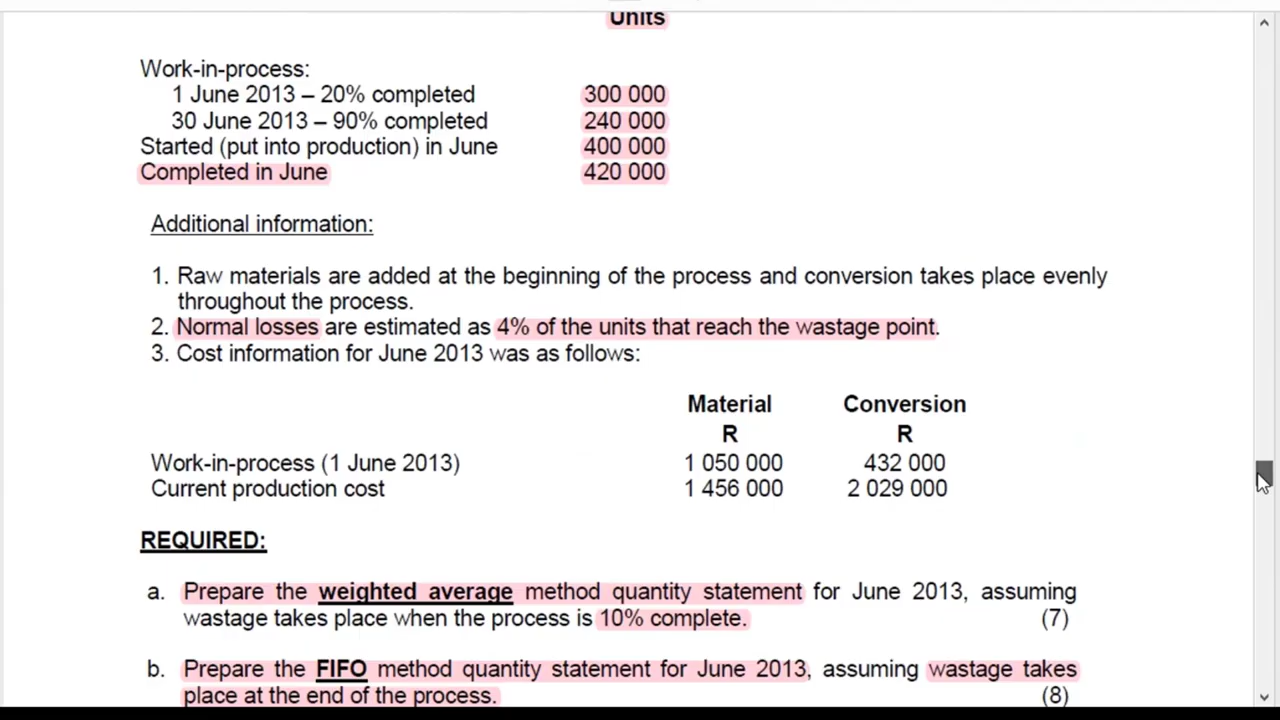 Units
Work-in-process:
1 June 2013 – 20% completed 300 000
30 June 2013 – 90% completed 240 000
Started (put into production) in June 400 000
Completed in June 420 000
Additional information:
1. Raw materials are added at the beginning of the process and conversion takes place evenly
throughout the process.
2. Normal losses are estimated as 4% of the units that reach the wastage point.
3. Cost information for June 2013 was as follows:
Material Conversion
R R
Work-in-process (1 June 2013) 1 050 000 432 000
Current production cost 1 456 000 2 029 000
REQUIRED:
a. Prepare the weighted average method quantity statement for June 2013, assuming
wastage takes place when the process is 10% complete. (7)
b. Prepare the FIFO method quantity statement for June 2013, assuming wastage takes
place at the end of the process. (8)